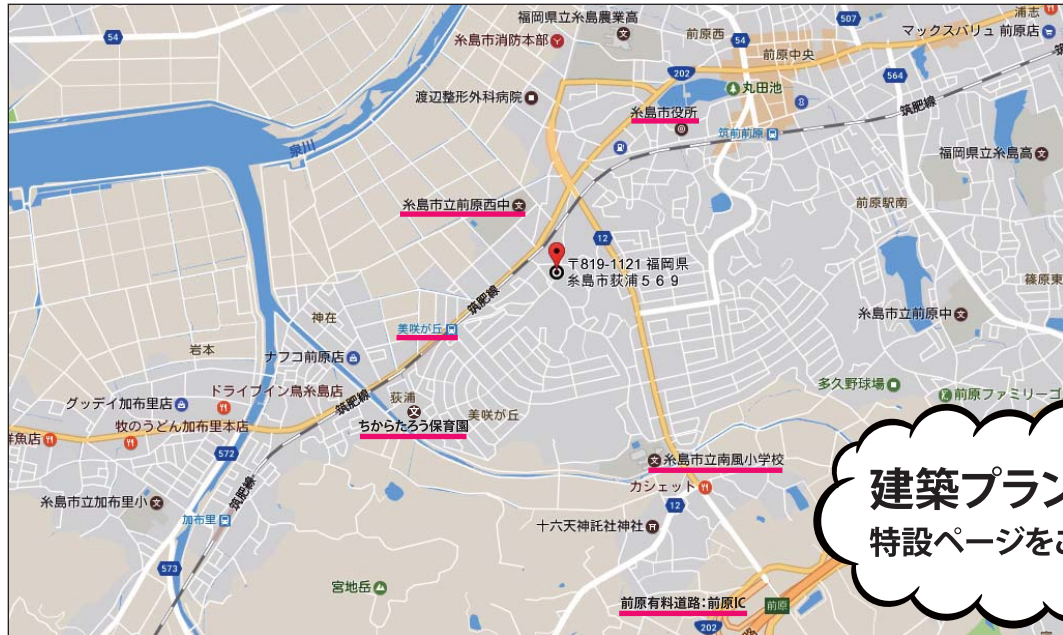 福岡県立糸島農業高
浦志
507
54
糸島市消防本部
前原西
54
マックスバリュ 前原店
前原中央
202
564
渡辺整形外科病院
丸田池
糸島市役所
筑肥線
泉川
筑前前原
福岡県立糸島高
糸島市立前原西中
前原駅南
12
〒819-1121 福岡県
糸島市荻浦５６９
篠原東
筑肥線
神在
美咲が丘
糸島市立前原中
岩本
ナフコ前原店
ドライブイン鳥糸島店
荻浦
多久野球場
グッデイ加布里店
筑肥線
美咲が丘
前原ファミリーゴ
牧のうどん加布里本店
ちからたろう保育園
鮮魚店
572
糸島市立南風小学校
カシェット
建築プラン
糸島市立加布里小
筑肥線
12
加布里
十六天神託社神社
特設ページをご
573
宮地岳
前原有料道路：前原IC
前原
202
路